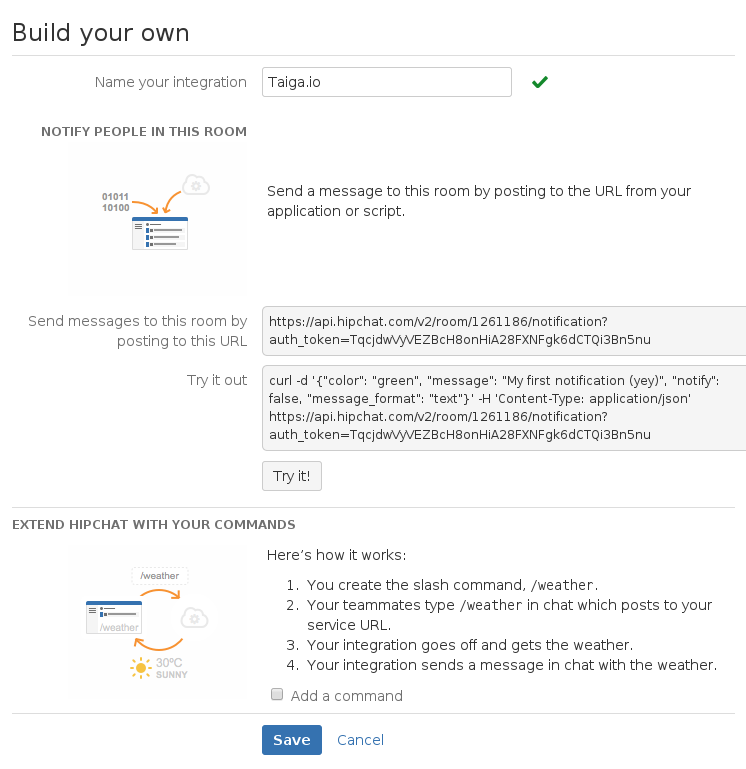 Build your own
Name your integration
Taiga.io
NOTIFY PEOPLE IN THIS ROOM
01011
10100
Send a message to this room by posting to the URL from your
application or script.
Send messages to this room by
posting to this URL
https://api.hipchat.com/v2/room/1261186/notification?
auth_token=TqcjdwVyVEZBcH8onHiA28FXNFgk6dCTQi3Bn5nu
Try it out
curl -d '{"color": "green", "message": "My first notification (yey)", "notify":
false, "message_format": "text"}' -H 'Content-Type: application/json'
https://api.hipchat.com/v2/room/1261186/notification?
auth_token=TqcjdwVyVEZBcH8onHiA28FXNFgk6dCTQi3Bn5nu
Try it!
EXTEND HIPCHAT WITH YOUR COMMANDS
/weather
/weather
30ºC
SUNNY
Here’s how it works:
1. You create the slash command, /weather.
2. Your teammates type /weather in chat which posts to your
service URL.
3. Your integration goes off and gets the weather.
4. Your integration sends a message in chat with the weather.
Add a command
Save
Cancel